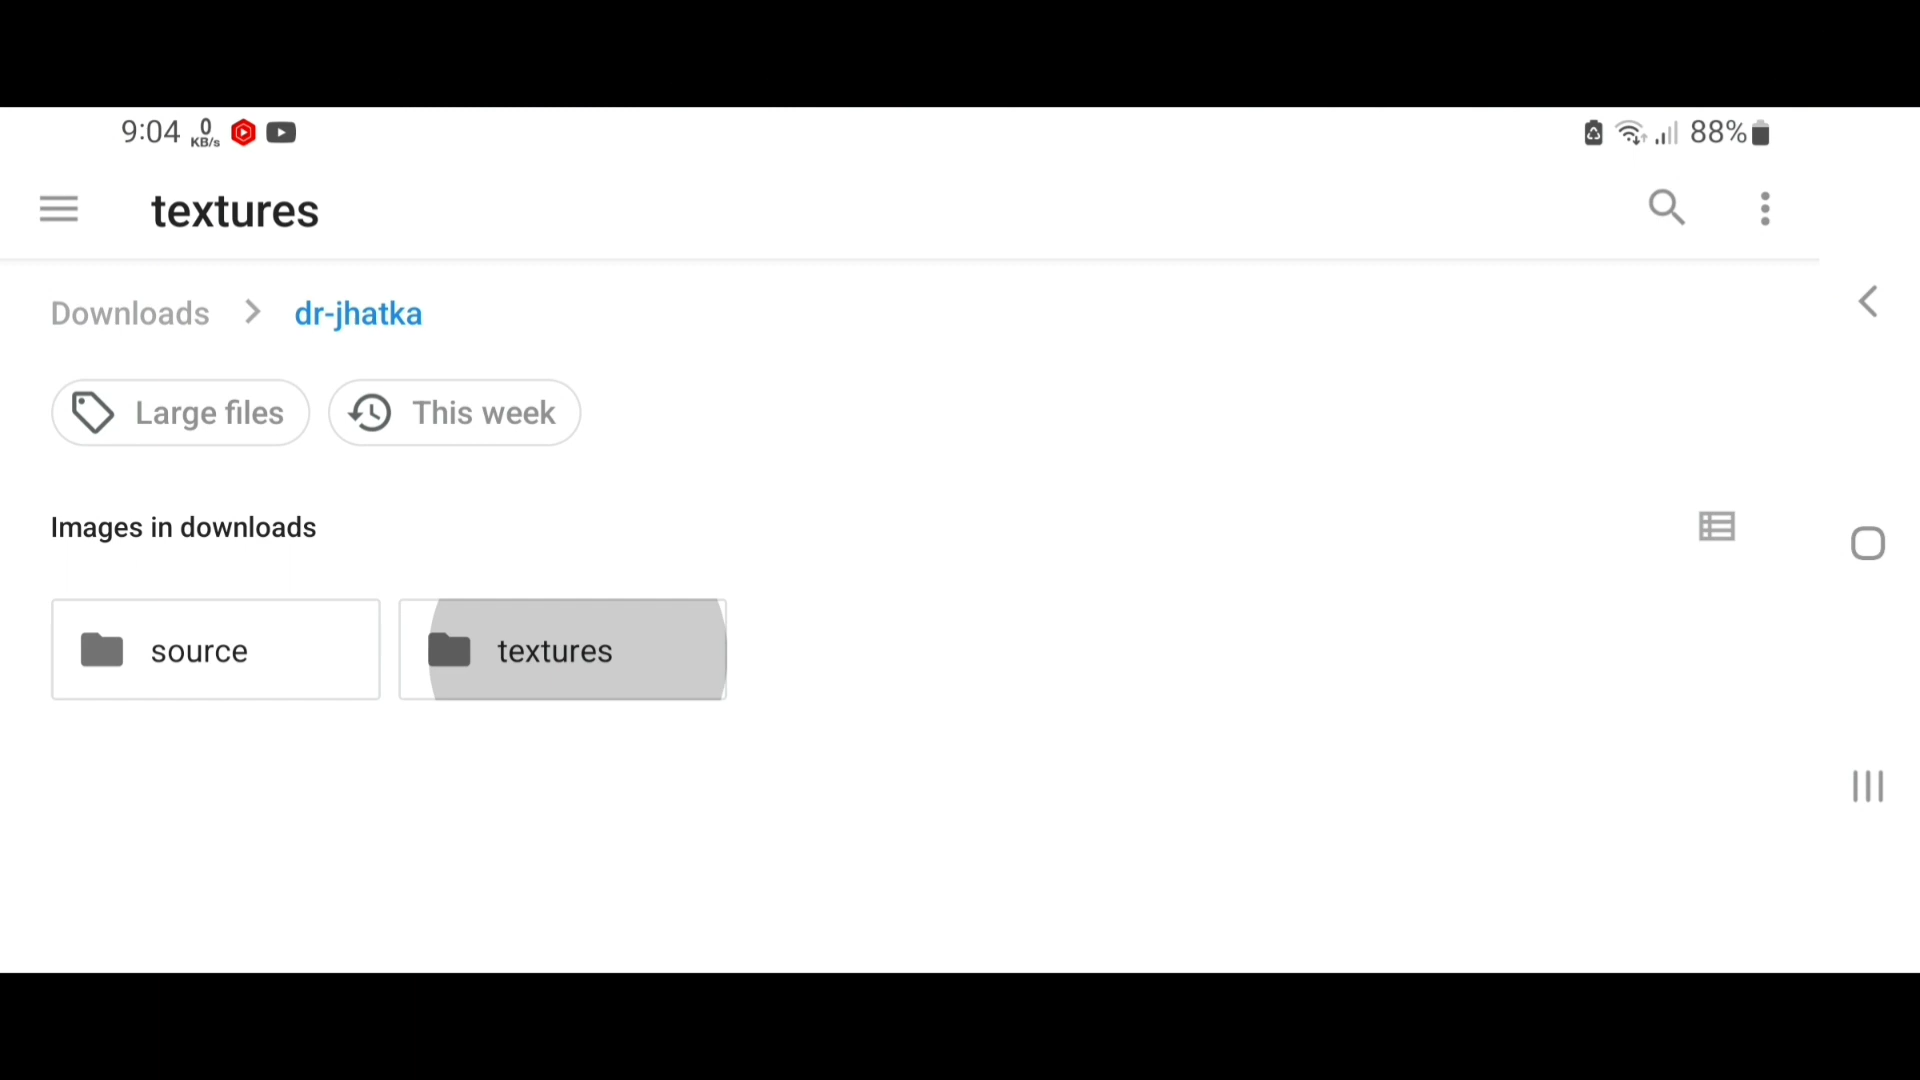 9:04 0 KB/s 88%
textures
Downloads dr-jhatka
Large files This week
Images in downloads
source textures